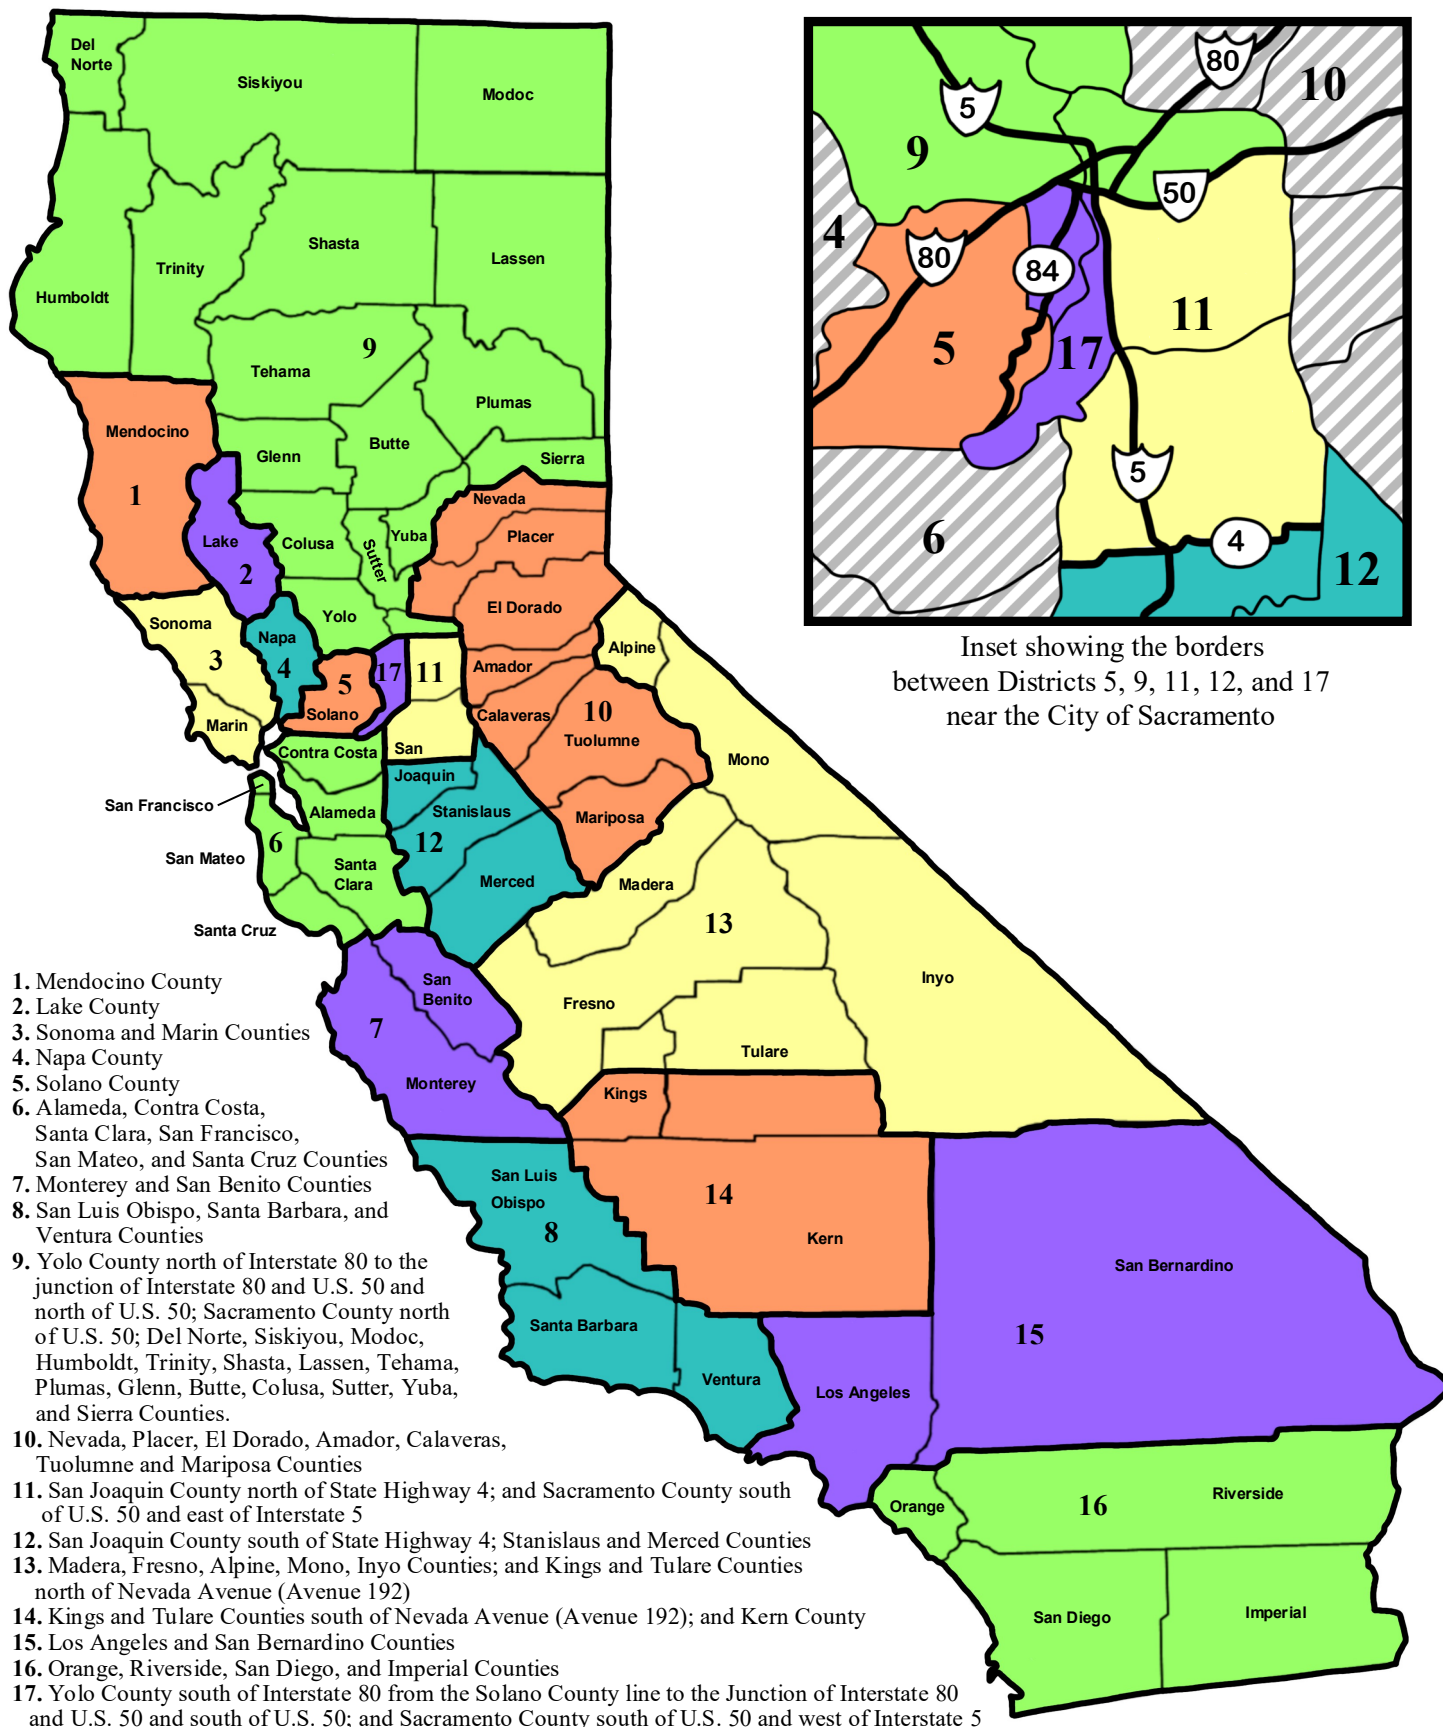 Del
Norte
Siskiyou
Modoc
Humboldt
Trinity
Shasta
Lassen
Tehama
9
Plumas
Mendocino
1
Glenn
Butte
Sierra
Lake
2
Colusa
Sutter
Yuba
Nevada
Placer
El Dorado
Yolo
Sonoma
3
Marin
Napa
4
5
Solano
17
11
Amador
Alpine
Calaveras
10
Tuolumne
Mono
Contra Costa
San
Joaquin
San Francisco
Alameda
Stanislaus
12
Mariposa
San Mateo
6
Santa
Clara
Merced
Madera
Santa Cruz
13
San
Benito
7
Fresno
Inyo
Monterey
Tulare
Kings
San Luis
Obispo
8
14
Kern
San Bernardino
15
Santa Barbara
Ventura
Los Angeles
Orange
16
Riverside
San Diego
Imperial
80
10
5
9
50
4
80
84
11
5
17
5
6
4
12
Inset showing the borders
between Districts 5, 9, 11, 12, and 17
near the City of Sacramento
1. Mendocino County
2. Lake County
3. Sonoma and Marin Counties
4. Napa County
5. Solano County
6. Alameda, Contra Costa,
Santa Clara, San Francisco,
San Mateo, and Santa Cruz Counties
7. Monterey and San Benito Counties
8. San Luis Obispo, Santa Barbara, and
Ventura Counties
9. Yolo County north of Interstate 80 to the
junction of Interstate 80 and U.S. 50 and
north of U.S. 50; Sacramento County north
of U.S. 50; Del Norte, Siskiyou, Modoc,
Humboldt, Trinity, Shasta, Lassen, Tehama,
Plumas, Glenn, Butte, Colusa, Sutter, Yuba,
and Sierra Counties.
10. Nevada, Placer, El Dorado, Amador, Calaveras,
Tuolumne and Mariposa Counties
11. San Joaquin County north of State Highway 4; and Sacramento County south
of U.S. 50 and east of Interstate 5
12. San Joaquin County south of State Highway 4; Stanislaus and Merced Counties
13. Madera, Fresno, Alpine, Mono, Inyo Counties; and Kings and Tulare Counties
north of Nevada Avenue (Avenue 192)
14. Kings and Tulare Counties south of Nevada Avenue (Avenue 192); and Kern County
15. Los Angeles and San Bernardino Counties
16. Orange, Riverside, San Diego, and Imperial Counties
17. Yolo County south of Interstate 80 from the Solano County line to the Junction of Interstate 80
and U.S. 50 and south of U.S. 50; and Sacramento County south of U.S. 50 and west of Interstate 5